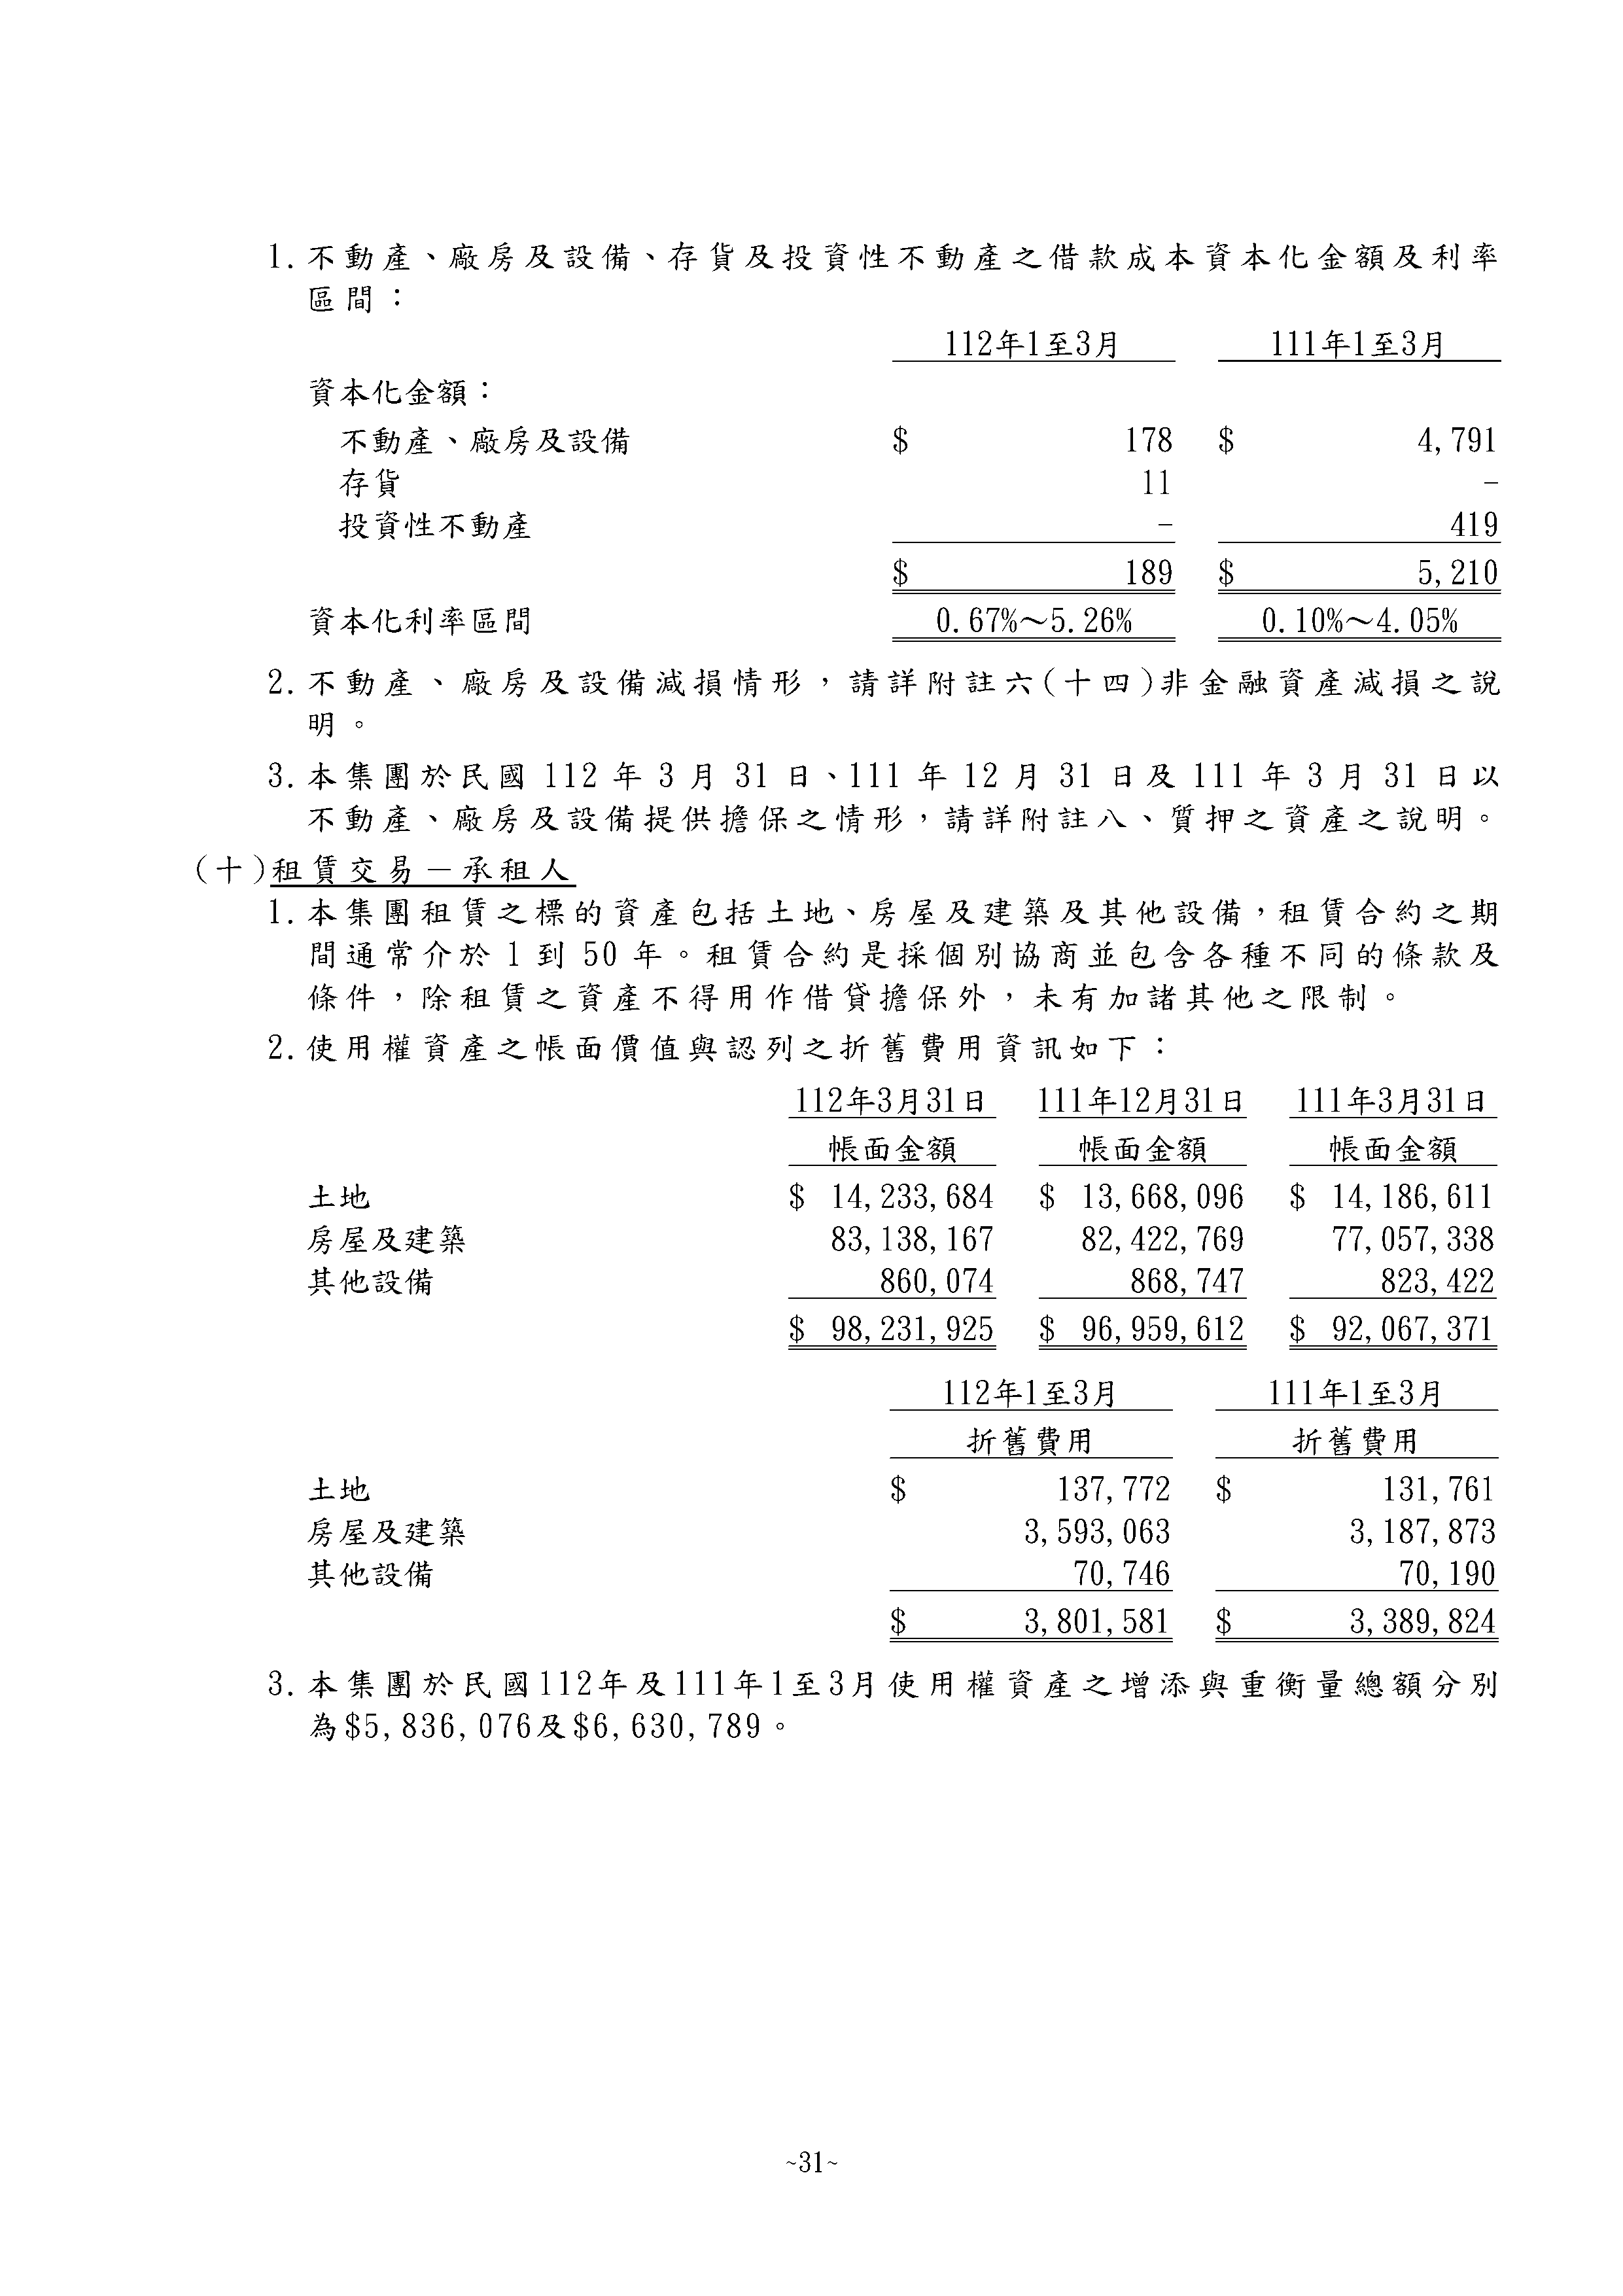 1.不動產、廠房及設備、存貨及投資性不動產之借款成本資本化金額及利率
區間：
112年1至3月 111年1至3月
資本化金額：
不動產、廠房及設備 $ 178 $ 4,791
存貨 11 -
投資性不動產 - 419
$ 189 $ 5,210
資本化利率區間 0.67%～5.26% 0.10%～4.05%
2.不動產、廠房及設備減損情形，請詳附註六(十四)非金融資產減損之說
明。
3.本集團於民國 112 年 3 月 31 日、111 年 12 月 31 日及 111 年 3 月 31 日以
不動產、廠房及設備提供擔保之情形，請詳附註八、質押之資產之說明。
(十)租賃交易－承租人
1.本集團租賃之標的資產包括土地、房屋及建築及其他設備，租賃合約之期
間通常介於 1 到 50 年。租賃合約是採個別協商並包含各種不同的條款及
條件，除租賃之資產不得用作借貸擔保外，未有加諸其他之限制。
2.使用權資產之帳面價值與認列之折舊費用資訊如下：
112年3月31日 111年12月31日 111年3月31日
帳面金額 帳面金額 帳面金額
土地 $ 14,233,684 $ 13,668,096 $ 14,186,611
房屋及建築 83,138,167 82,422,769 77,057,338
其他設備 860,074 868,747 823,422
$ 98,231,925 $ 96,959,612 $ 92,067,371
112年1至3月 111年1至3月
折舊費用 折舊費用
土地 $ 137,772 $ 131,761
房屋及建築 3,593,063 3,187,873
其他設備 70,746 70,190
$ 3,801,581 $ 3,389,824
3.本集團於民國112年及111年1至3月使用權資產之增添與重衡量總額分別
為$5,836,076及$6,630,789。
~31~